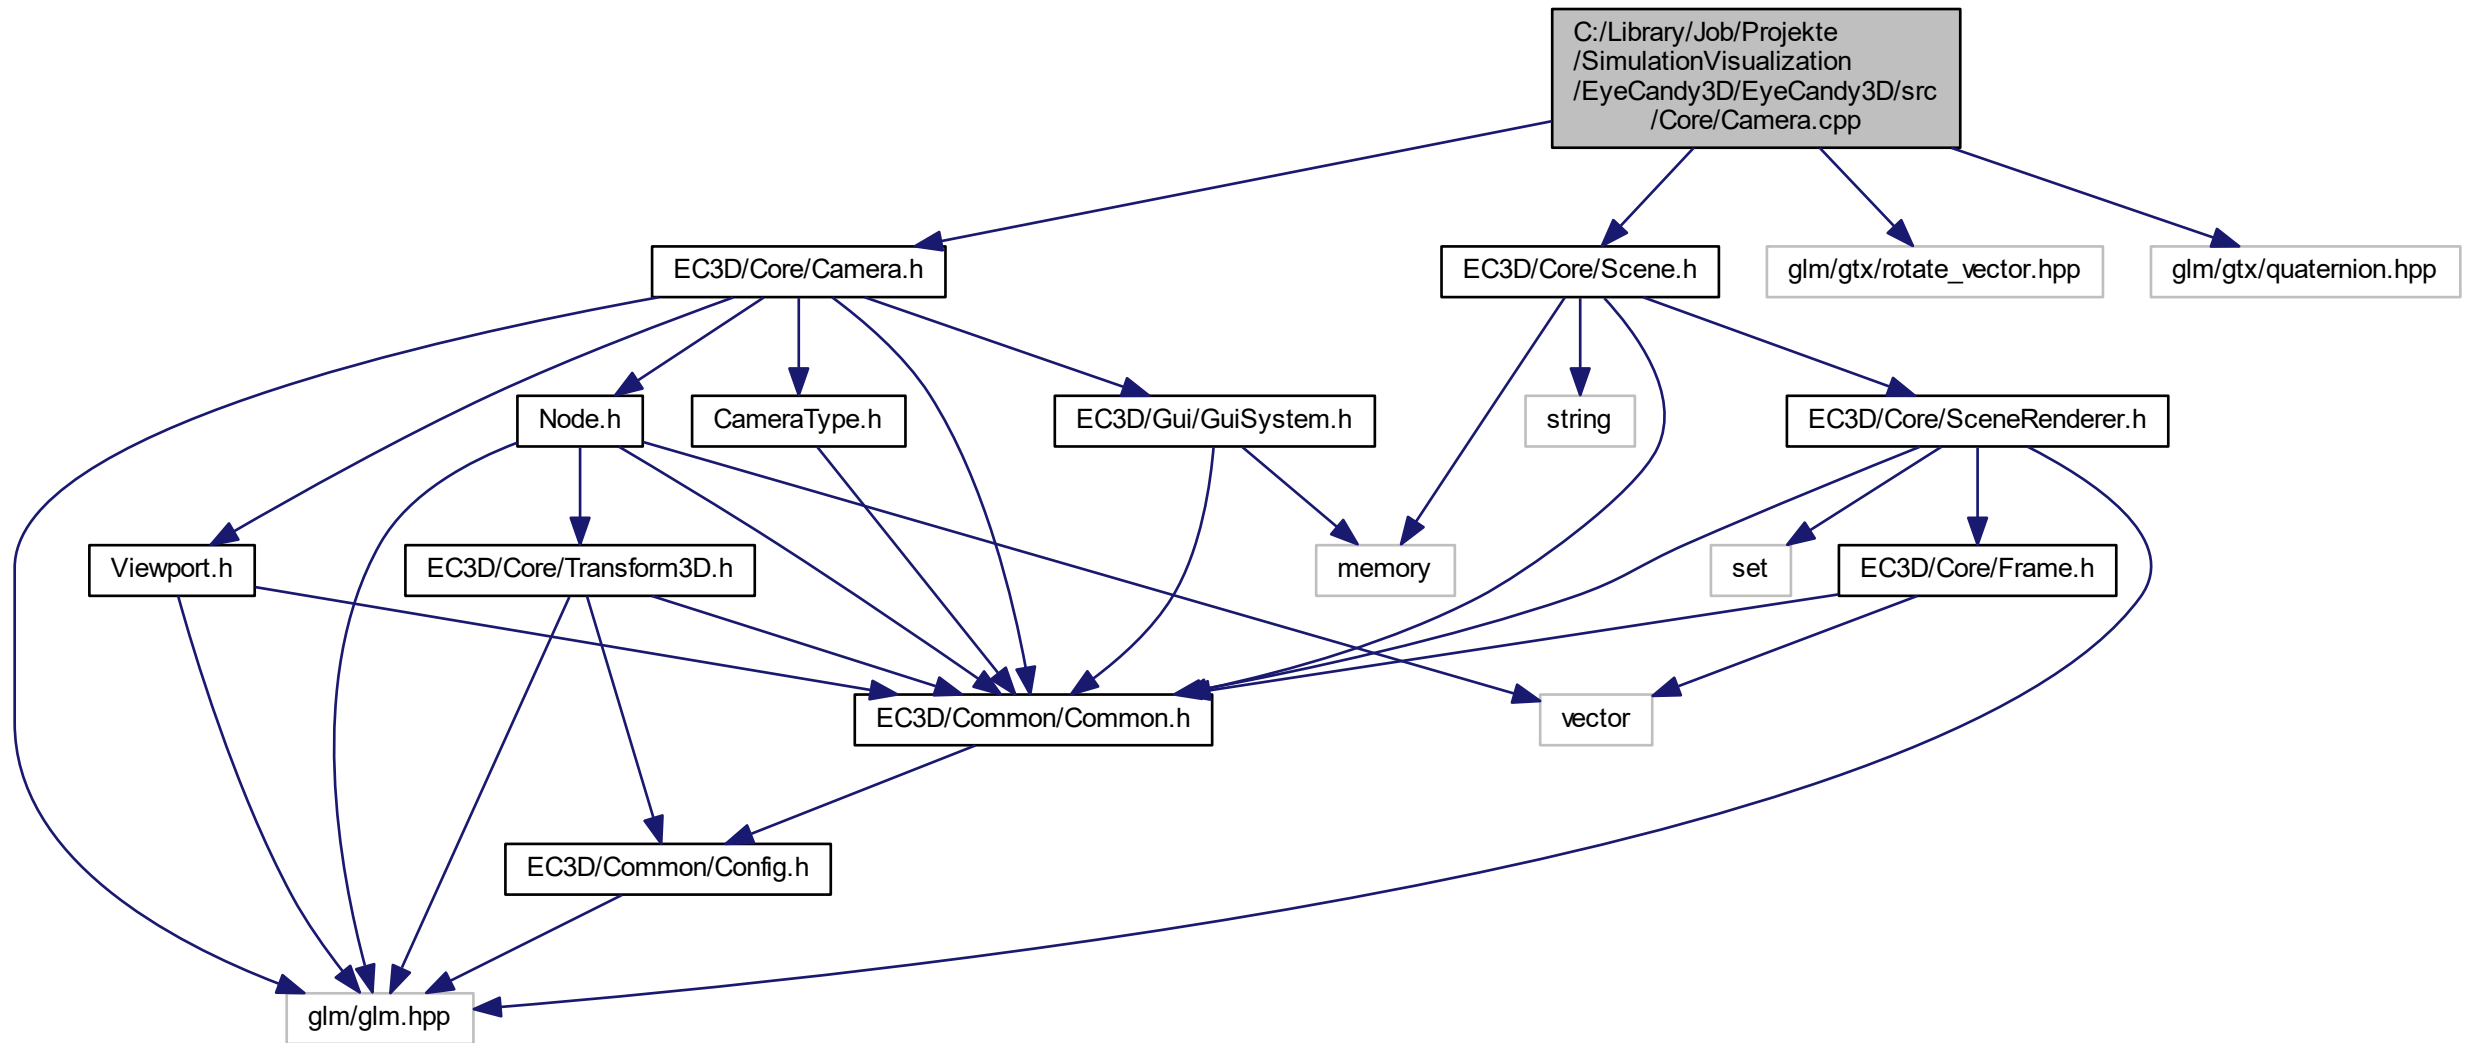 C:/Library/Job/Projekte
/SimulationVisualization
/EyeCandy3D/EyeCandy3D/src
/Core/Camera.cpp
EC3D/Core/Camera.h
EC3D/Core/Scene.h
glm/gtx/rotate_vector.hpp
glm/gtx/quaternion.hpp
Node.h
CameraType.h
EC3D/Gui/GuiSystem.h
string
EC3D/Core/SceneRenderer.h
Viewport.h
EC3D/Core/Transform3D.h
memory
set
EC3D/Core/Frame.h
EC3D/Common/Common.h
vector
EC3D/Common/Config.h
glm/glm.hpp